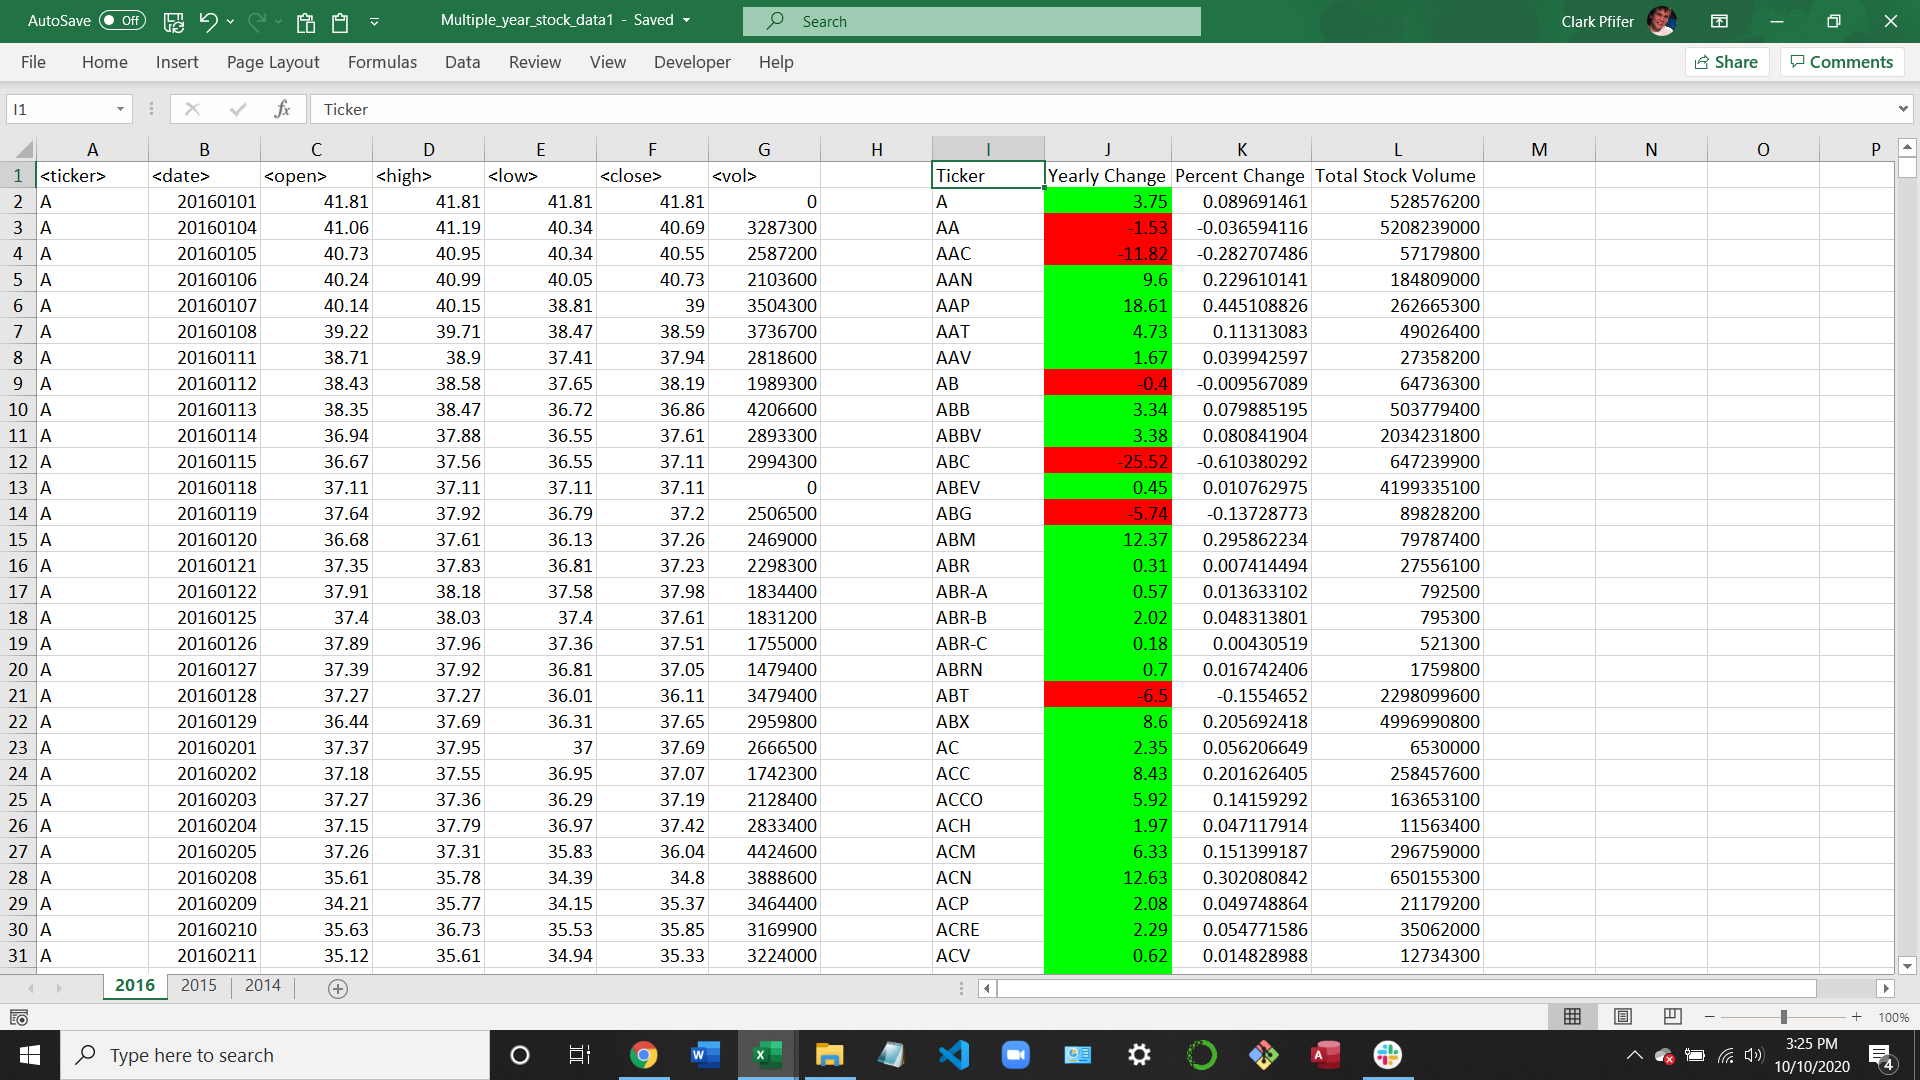 AutoSave Off Multiple_year_stock_data1 - Saved Search Clark Pfifer
File Home Insert Page Layout Formulas Data Review View Developer Help Share Comments
I1 fx Ticker
A B C D E F G H I J K L M N O P
1 <ticker> <date> <open> <high> <low> <close> <vol> Ticker Yearly Change Percent Change Total Stock Volume
2 A 20160101 41.81 41.81 41.81 41.81 0 A 3.75 0.089691461 528576200
3 A 20160104 41.06 41.19 40.34 40.69 3287300 AA -1.53 -0.036594116 5208239000
4 A 20160105 40.73 40.95 40.34 40.55 2587200 AAC -11.82 -0.282707486 57179800
5 A 20160106 40.24 40.99 40.05 40.73 2103600 AAN 9.6 0.229610141 184809000
6 A 20160107 40.14 40.15 38.81 39 3504300 AAP 18.61 0.445108826 262665300
7 A 20160108 39.22 39.71 38.47 38.59 3736700 AAT 4.73 0.11313083 49026400
8 A 20160111 38.71 38.9 37.41 37.94 2818600 AAV 1.67 0.039942597 27358200
9 A 20160112 38.43 38.58 37.65 38.19 1989300 AB -0.4 -0.009567089 64736300
10 A 20160113 38.35 38.47 36.72 36.86 4206600 ABB 3.34 0.079885195 503779400
11 A 20160114 36.94 37.88 36.55 37.61 2893300 ABBV 3.38 0.080841904 2034231800
12 A 20160115 36.67 37.56 36.55 37.11 2994300 ABC -25.52 -0.610380292 647239900
13 A 20160118 37.11 37.11 37.11 37.11 0 ABEV 0.45 0.010762975 4199335100
14 A 20160119 37.64 37.92 36.79 37.2 2506500 ABG -5.74 -0.13728773 89828200
15 A 20160120 36.68 37.61 36.13 37.26 2469000 ABM 12.37 0.295862234 79787400
16 A 20160121 37.35 37.83 36.81 37.23 2298300 ABR 0.31 0.007414494 27556100
17 A 20160122 37.91 38.18 37.58 37.98 1834400 ABR-A 0.57 0.013633102 792500
18 A 20160125 37.4 38.03 37.4 37.61 1831200 ABR-B 2.02 0.048313801 795300
19 A 20160126 37.89 37.96 37.36 37.51 1755000 ABR-C 0.18 0.00430519 521300
20 A 20160127 37.39 37.92 36.81 37.05 1479400 ABRN 0.7 0.016742406 1759800
21 A 20160128 37.27 37.27 36.01 36.11 3479400 ABT -6.5 -0.1554652 2298099600
22 A 20160129 36.44 37.69 36.31 37.65 2959800 ABX 8.6 0.205692418 4996990800
23 A 20160201 37.37 37.95 37 37.69 2666500 AC 2.35 0.056206649 6530000
24 A 20160202 37.18 37.55 36.95 37.07 1742300 ACC 8.43 0.201626405 258457600
25 A 20160203 37.27 37.36 36.29 37.19 2128400 ACCO 5.92 0.14159292 163653100
26 A 20160204 37.15 37.79 36.97 37.42 2833400 ACH 1.97 0.047117914 11563400
27 A 20160205 37.26 37.31 35.83 36.04 4424600 ACM 6.33 0.151399187 296759000
28 A 20160208 35.61 35.78 34.39 34.8 3888600 ACN 12.63 0.302080842 650155300
29 A 20160209 34.21 35.77 34.15 35.37 3464400 ACP 2.08 0.049748864 21179200
30 A 20160210 35.63 36.73 35.53 35.85 3169900 ACRE 2.29 0.054771586 35062000
31 A 20160211 35.12 35.61 34.94 35.33 3224000 ACV 0.62 0.014828988 12734300
2016 2015 2014
100%
Type here to search
3:25 PM
10/10/2020
4